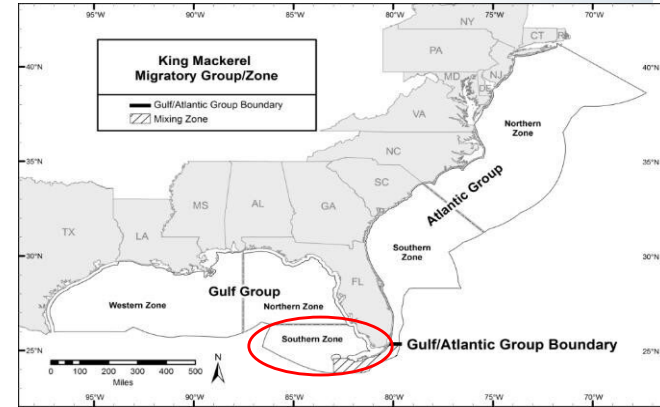 95°W
90°W
85°W
80°W
75°W
70°W
King Mackerel
Migratory Group/Zone
Gulf/Atlantic Group Boundary
Mixing Zone
NY
CT
PA
NJ
MD
DE
VA
NC
SC
MS
AL
GA
TX
LA
FL
40°N
40°N
35°N
35°N
30°N
30°N
25°N
25°N
Northern
Zone
Atlantic Group
Southern
Zone
Gulf Group
Western Zone
Northern Zone
Southern Zone
Gulf/Atlantic Group Boundary
0 50 100 200 300 400 500
Miles
N
95°W
90°W
85°W
80°W
75°W
70°W